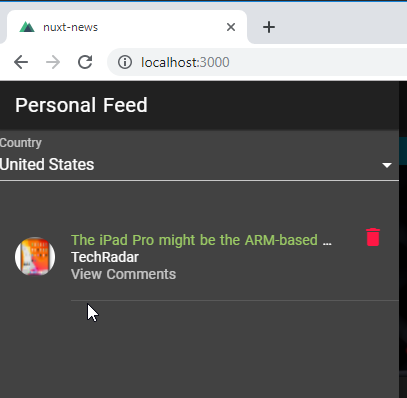 nuxt-news
localhost:3000
Personal Feed
Country
United States
The iPad Pro might be the ARM-based ...
TechRadar
View Comments